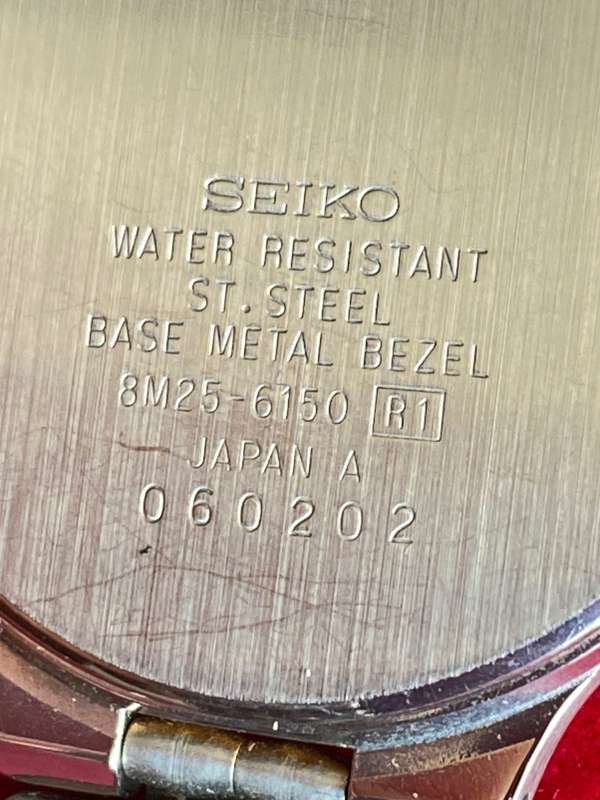 SEIKO
WATER RESISTANT
ST. STEEL
BASE METAL BEZEL
8M25-6150 R1
JAPAN A
060202